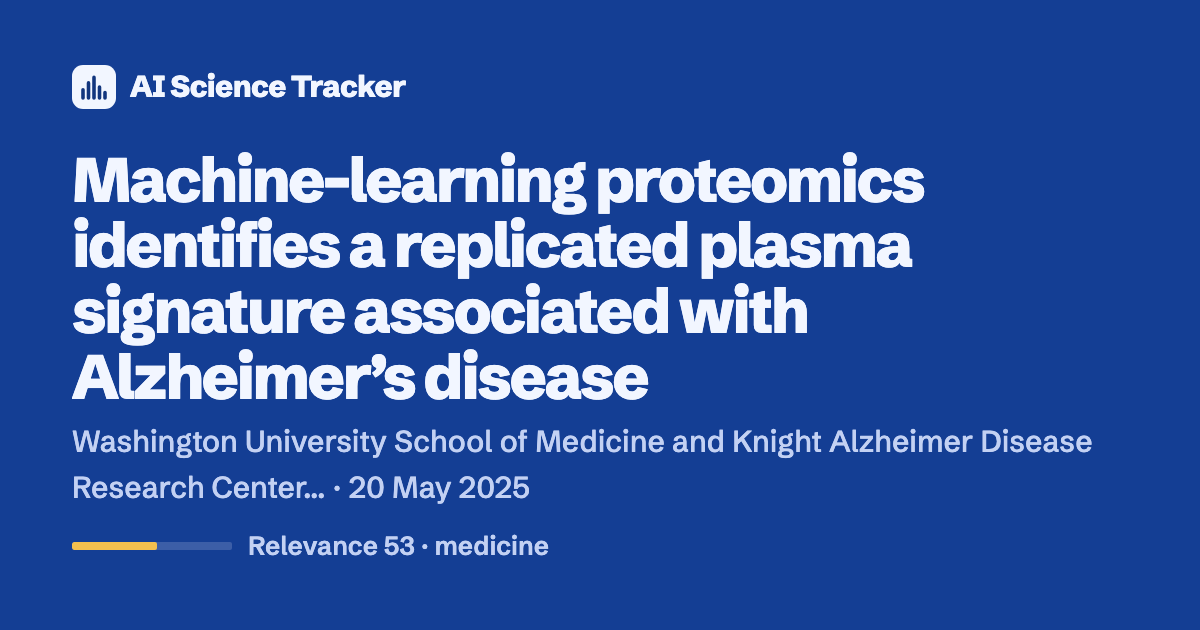 AI Science Tracker
Machine-learning proteomics
identifies a replicated plasma
signature associated with
Alzheimer’s disease
Washington University School of Medicine and Knight Alzheimer Disease
Research Center… · 20 May 2025
Relevance 53 · medicine